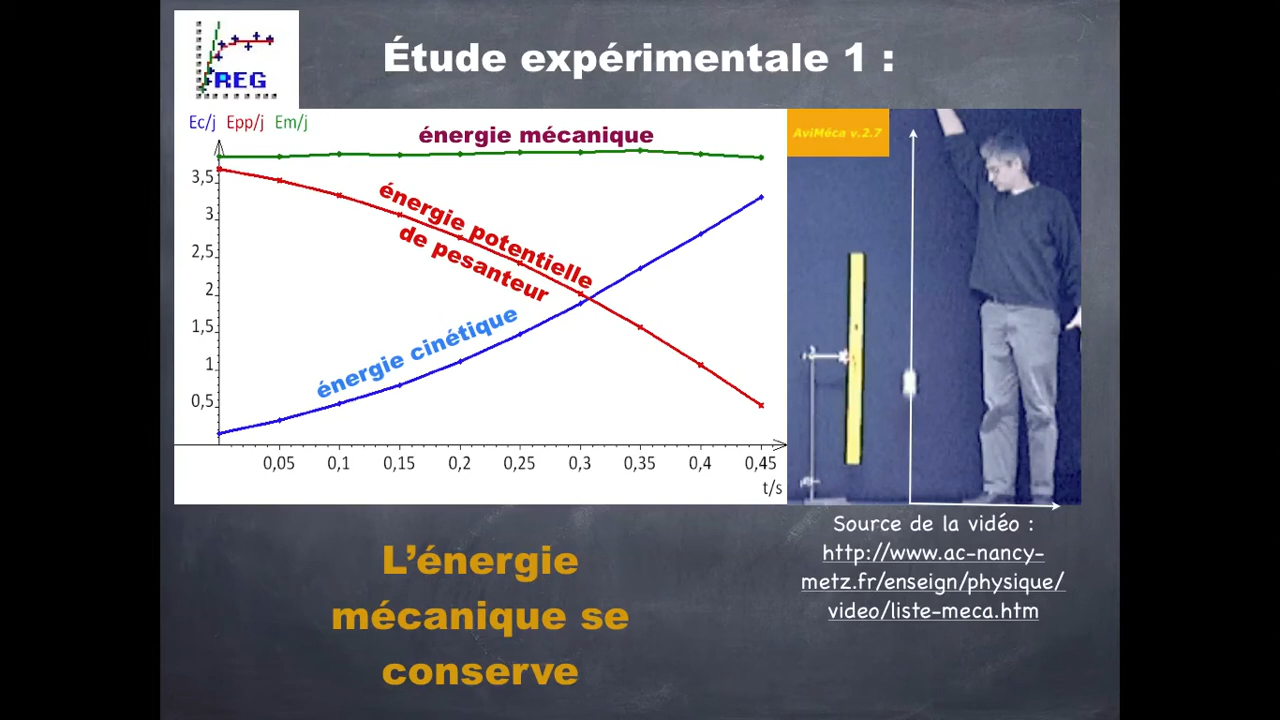 REG
Étude expérimentale 1 :
Ec/j Epp/j Em/j
énergie mécanique
AviMéca v.2.7
3,5
3
2,5
2
1,5
1
0,5
énergie potentielle
de pesanteur
énergie cinétique
0,05 0,1 0,15 0,2 0,25 0,3 0,35 0,4 0,45
t/s
Source de la vidéo :
http://www.ac-nancy-
metz.fr/enseign/physique/
video/liste-meca.htm
L’énergie
mécanique se
conserve